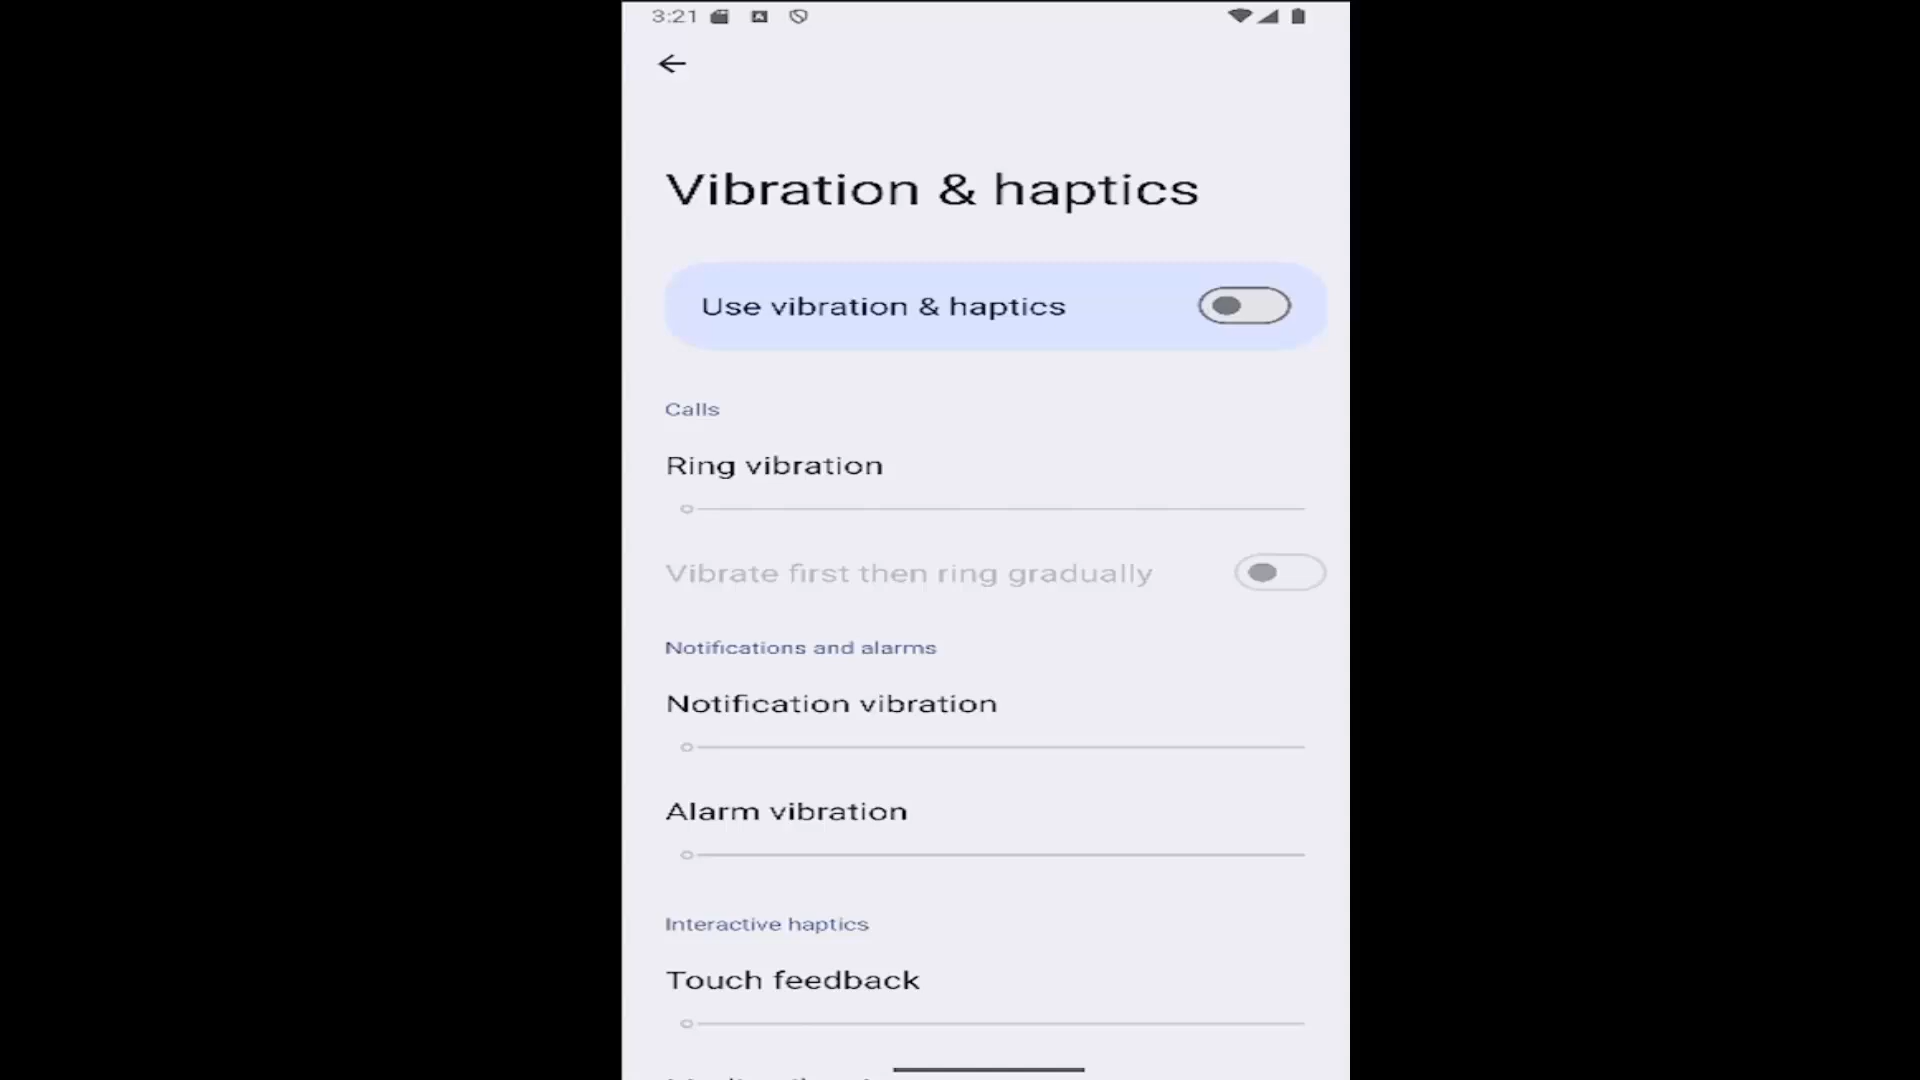 3:21
Vibration & haptics
Use vibration & haptics
Calls
Ring vibration
Vibrate first then ring gradually
Notifications and alarms
Notification vibration
Alarm vibration
Interactive haptics
Touch feedback